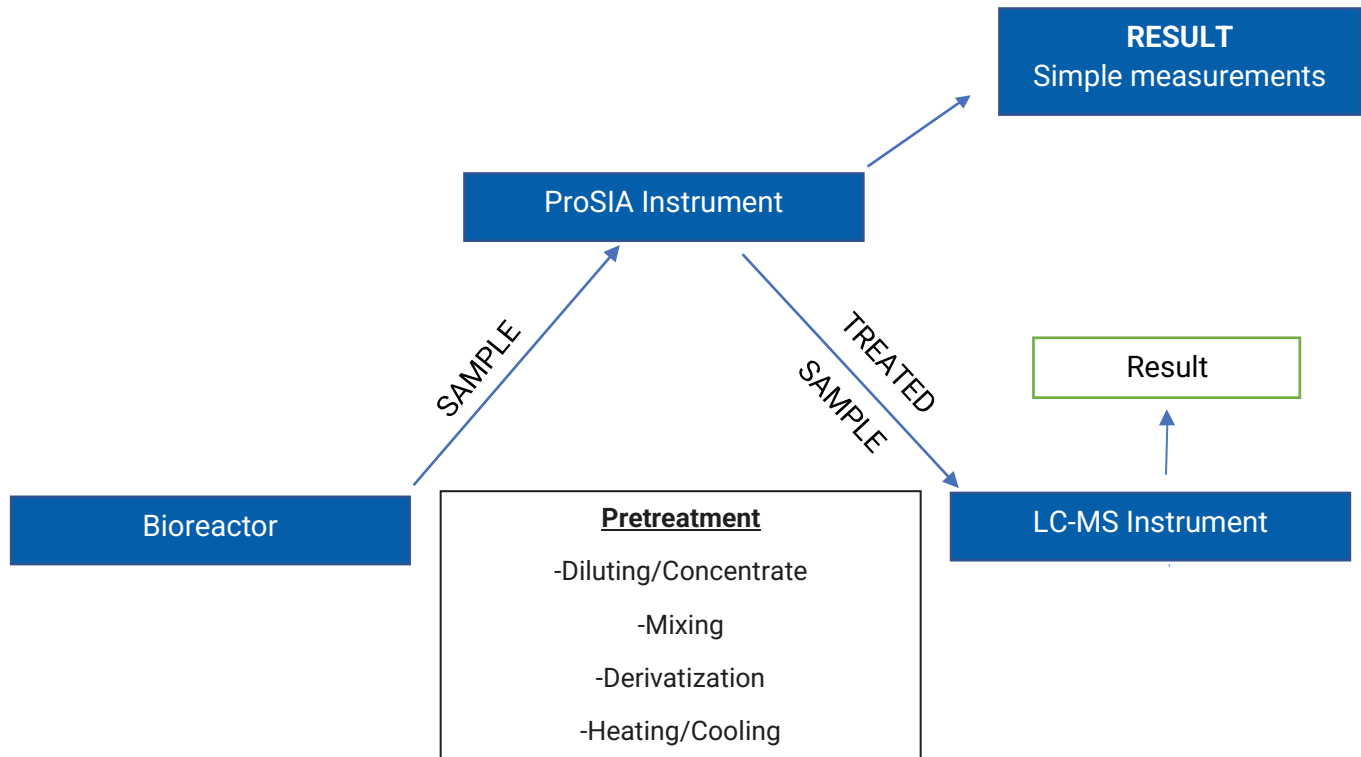 RESULT
Simple measurements
ProSIA Instrument
SAMPLE
TREATED
SAMPLE
Result
Bioreactor
Pretreatment
-Diluting/Concentrate
-Mixing
-Derivatization
-Heating/Cooling
LC-MS Instrument